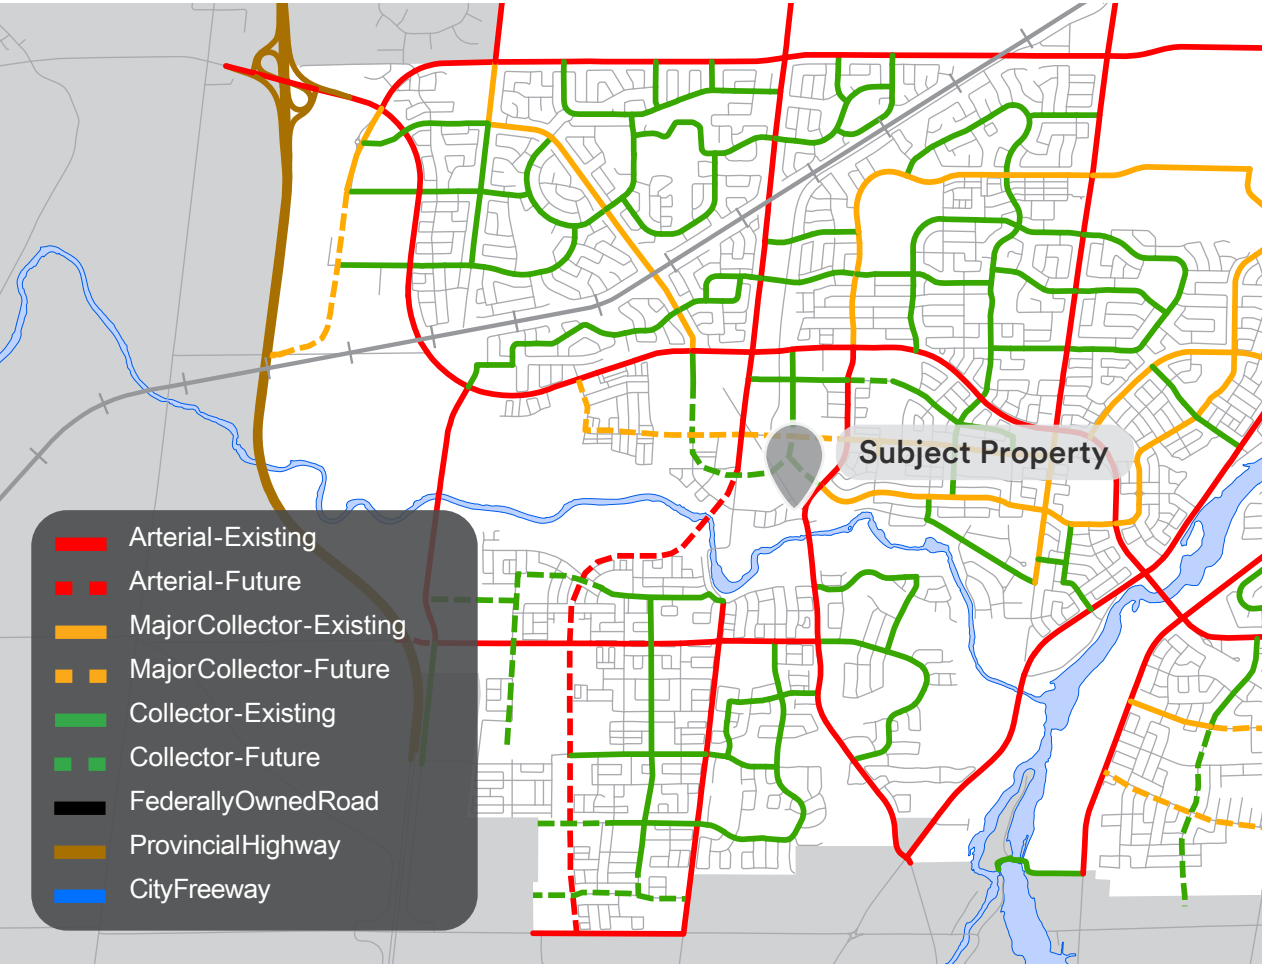 Subject Property
Arterial-Existing
Arterial-Future
MajorCollector-Existing
MajorCollector-Future
Collector-Existing
Collector-Future
FederallyOwnedRoad
ProvincialHighway
CityFreeway